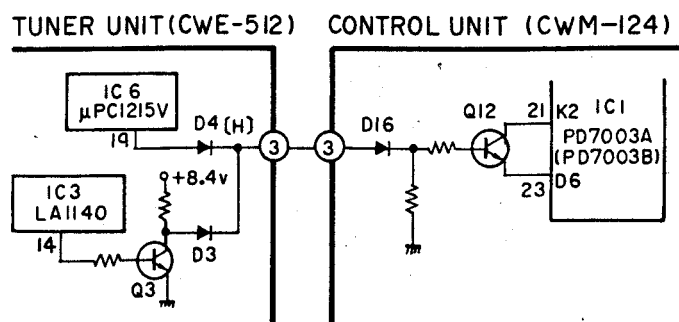 TUNER UNIT(CWE-512)
CONTROL UNIT (CWM-124)
IC 6
μPC1215V
19
D4
(H)
3
3
D16
Q12
21
K2
IC1
PD7003A
(PD7003B)
23
D6
+8.4v
IC3
LA1140
14
D3
Q3